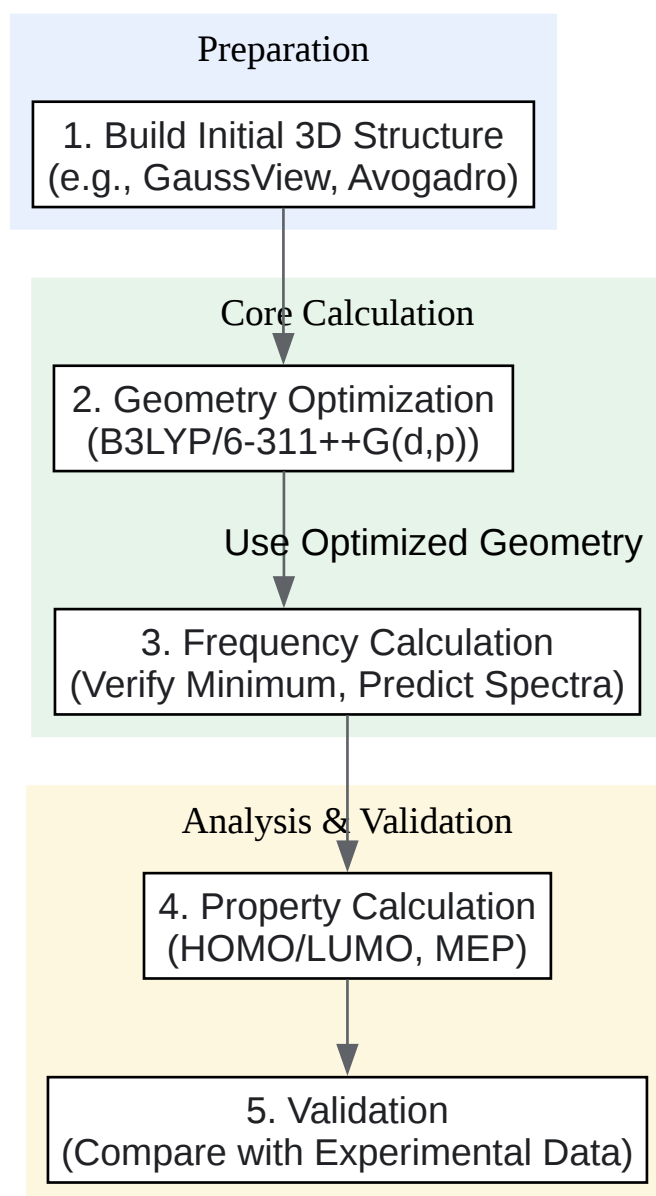 Preparation
1. Build Initial 3D Structure
(e.g., GaussView, Avogadro)
Core Calculation
2. Geometry Optimization
(B3LYP/6-311++G(d,p))
Use Optimized Geometry
3. Frequency Calculation
(Verify Minimum, Predict Spectra)
Analysis & Validation
4. Property Calculation
(HOMO/LUMO, MEP)
5. Validation
(Compare with Experimental Data)